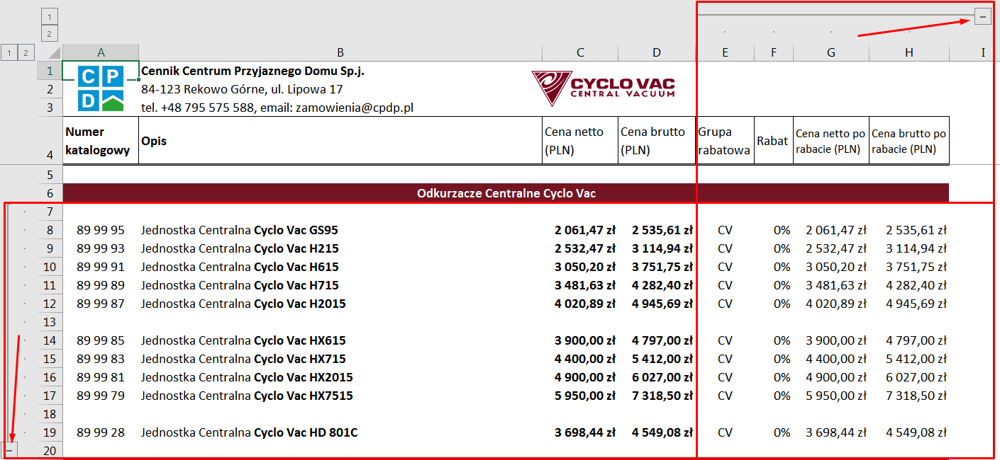 1
2
1 2 A B C D E F G H I
1 CP Cennik Centrum Przyjaznego Domu Sp.j. CYCLO VAC
2 D 84-123 Rekowo Górne, ul. Lipowa 17 CENTRAL VACUUM
3 tel. +48 795 575 588, email: zamowienia@cpdp.pl
4 Numer katalogowy Opis Cena netto (PLN) Cena brutto (PLN) Grupa rabatowa Rabat Cena netto po rabacie (PLN) Cena brutto po rabacie (PLN)
5
6 Odkurzacze Centralne Cyclo Vac
7
8 89 99 95 Jednostka Centralna Cyclo Vac GS95 2 061,47 zł 2 535,61 zł CV 0% 2 061,47 zł 2 535,61 zł
9 89 99 93 Jednostka Centralna Cyclo Vac H215 2 532,47 zł 3 114,94 zł CV 0% 2 532,47 zł 3 114,94 zł
10 89 99 91 Jednostka Centralna Cyclo Vac H615 3 050,20 zł 3 751,75 zł CV 0% 3 050,20 zł 3 751,75 zł
11 89 99 89 Jednostka Centralna Cyclo Vac H715 3 481,63 zł 4 282,40 zł CV 0% 3 481,63 zł 4 282,40 zł
12 89 99 87 Jednostka Centralna Cyclo Vac H2015 4 020,89 zł 4 945,69 zł CV 0% 4 020,89 zł 4 945,69 zł
13
14 89 99 85 Jednostka Centralna Cyclo Vac HX615 3 900,00 zł 4 797,00 zł CV 0% 3 900,00 zł 4 797,00 zł
15 89 99 83 Jednostka Centralna Cyclo Vac HX715 4 400,00 zł 5 412,00 zł CV 0% 4 400,00 zł 5 412,00 zł
16 89 99 81 Jednostka Centralna Cyclo Vac HX2015 4 900,00 zł 6 027,00 zł CV 0% 4 900,00 zł 6 027,00 zł
17 89 99 79 Jednostka Centralna Cyclo Vac HX7515 5 950,00 zł 7 318,50 zł CV 0% 5 950,00 zł 7 318,50 zł
18
19 89 99 28 Jednostka Centralna Cyclo Vac HD 801C 3 698,44 zł 4 549,08 zł CV 0% 3 698,44 zł 4 549,08 zł
20